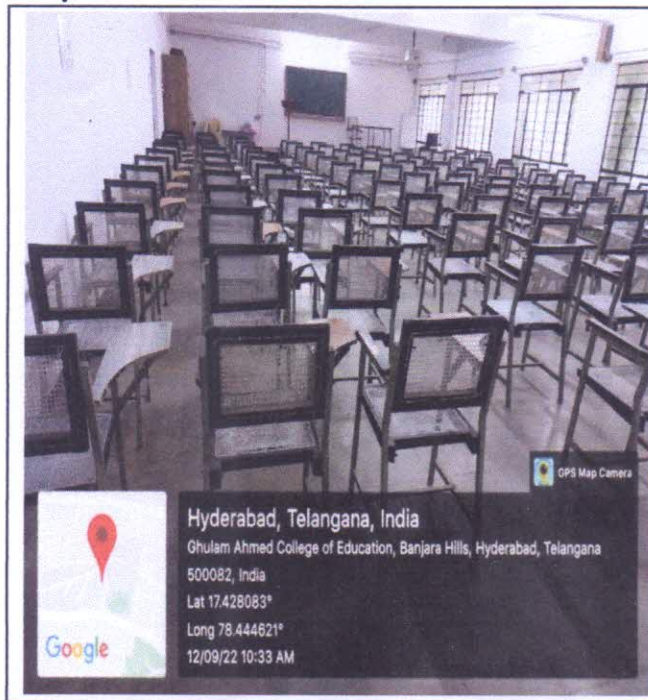 GPS Map Camera
Hyderabad, Telangana, India
Ghulam Ahmed College of Education, Banjara Hills, Hyderabad, Telangana
500082, India
Lat 17.428083°
Long 78.444621°
12/09/22 10:33 AM
Google